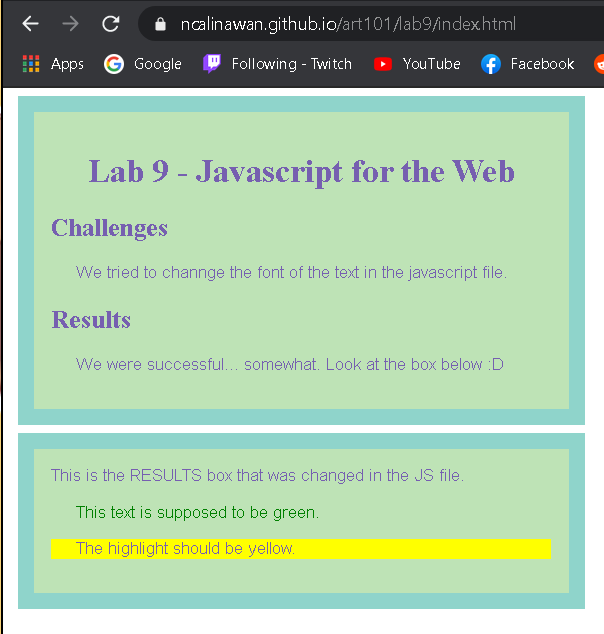 ncalinawan.github.io/art101/lab9/index.html
Apps Google Following - Twitch YouTube Facebook
Lab 9 - Javascript for the Web
Challenges
We tried to channge the font of the text in the javascript file.
Results
We were successful... somewhat. Look at the box below :D
This is the RESULTS box that was changed in the JS file.
This text is supposed to be green.
The highlight should be yellow.